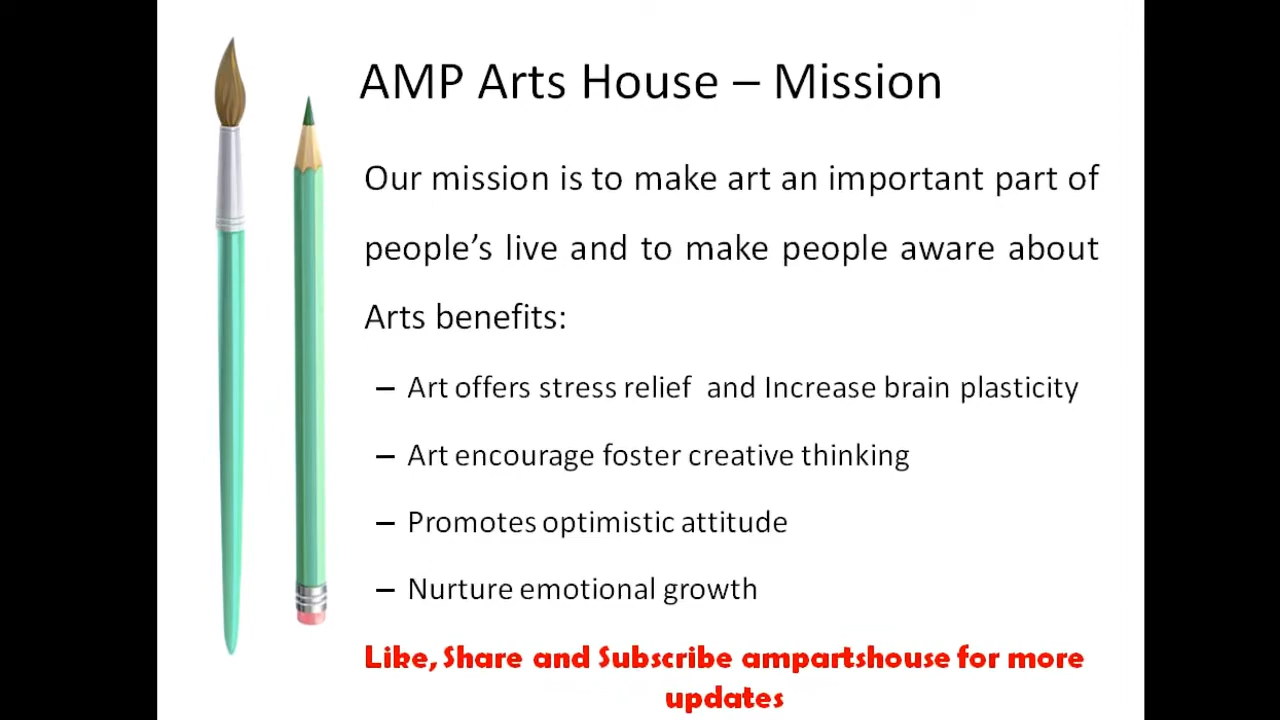 AMP Arts House – Mission
Our mission is to make art an important part of
people’s live and to make people aware about
Arts benefits:
– Art offers stress relief and Increase brain plasticity
– Art encourage foster creative thinking
– Promotes optimistic attitude
– Nurture emotional growth
Like, Share and Subscribe ampartshouse for more
updates